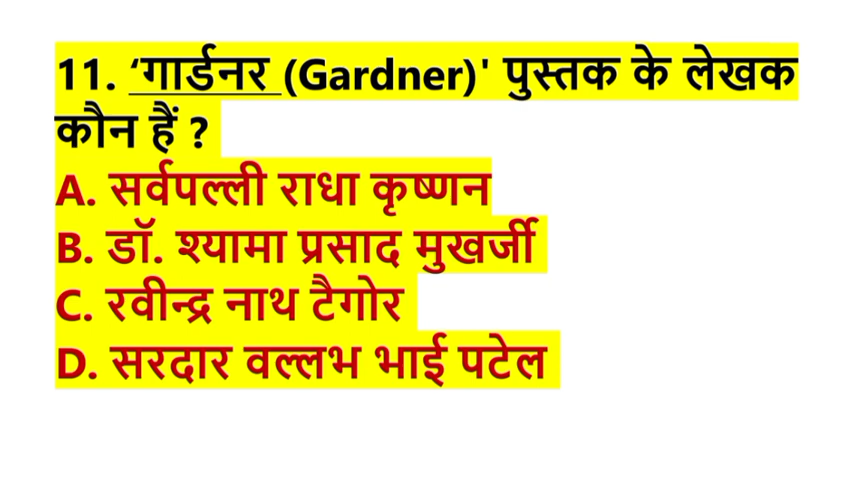 11. ‘गार्डनर (Gardner)' पुस्तक के लेखक
कौन हैं ?
A. सर्वपल्ली राधा कृष्णन
B. डॉ. श्यामा प्रसाद मुखर्जी
C. रवीन्द्र नाथ टैगोर
D. सरदार वल्लभ भाई पटेल